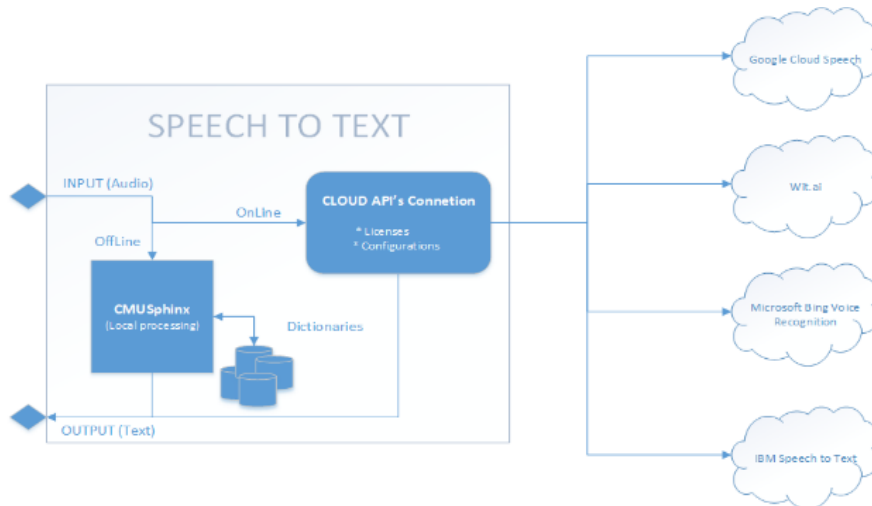 SPEECH TO TEXT
INPUT (Audio)
OnLIne
OffLine
CLOUD API's Connetion
* Licenses
* Configurations
CMUSphinx
(Local processing)
Dictionaries
OUTPUT (Text)
Google Cloud Speech
Wit.ai
Microsoft Bing Voice
Recognition
IBM Speech to Text